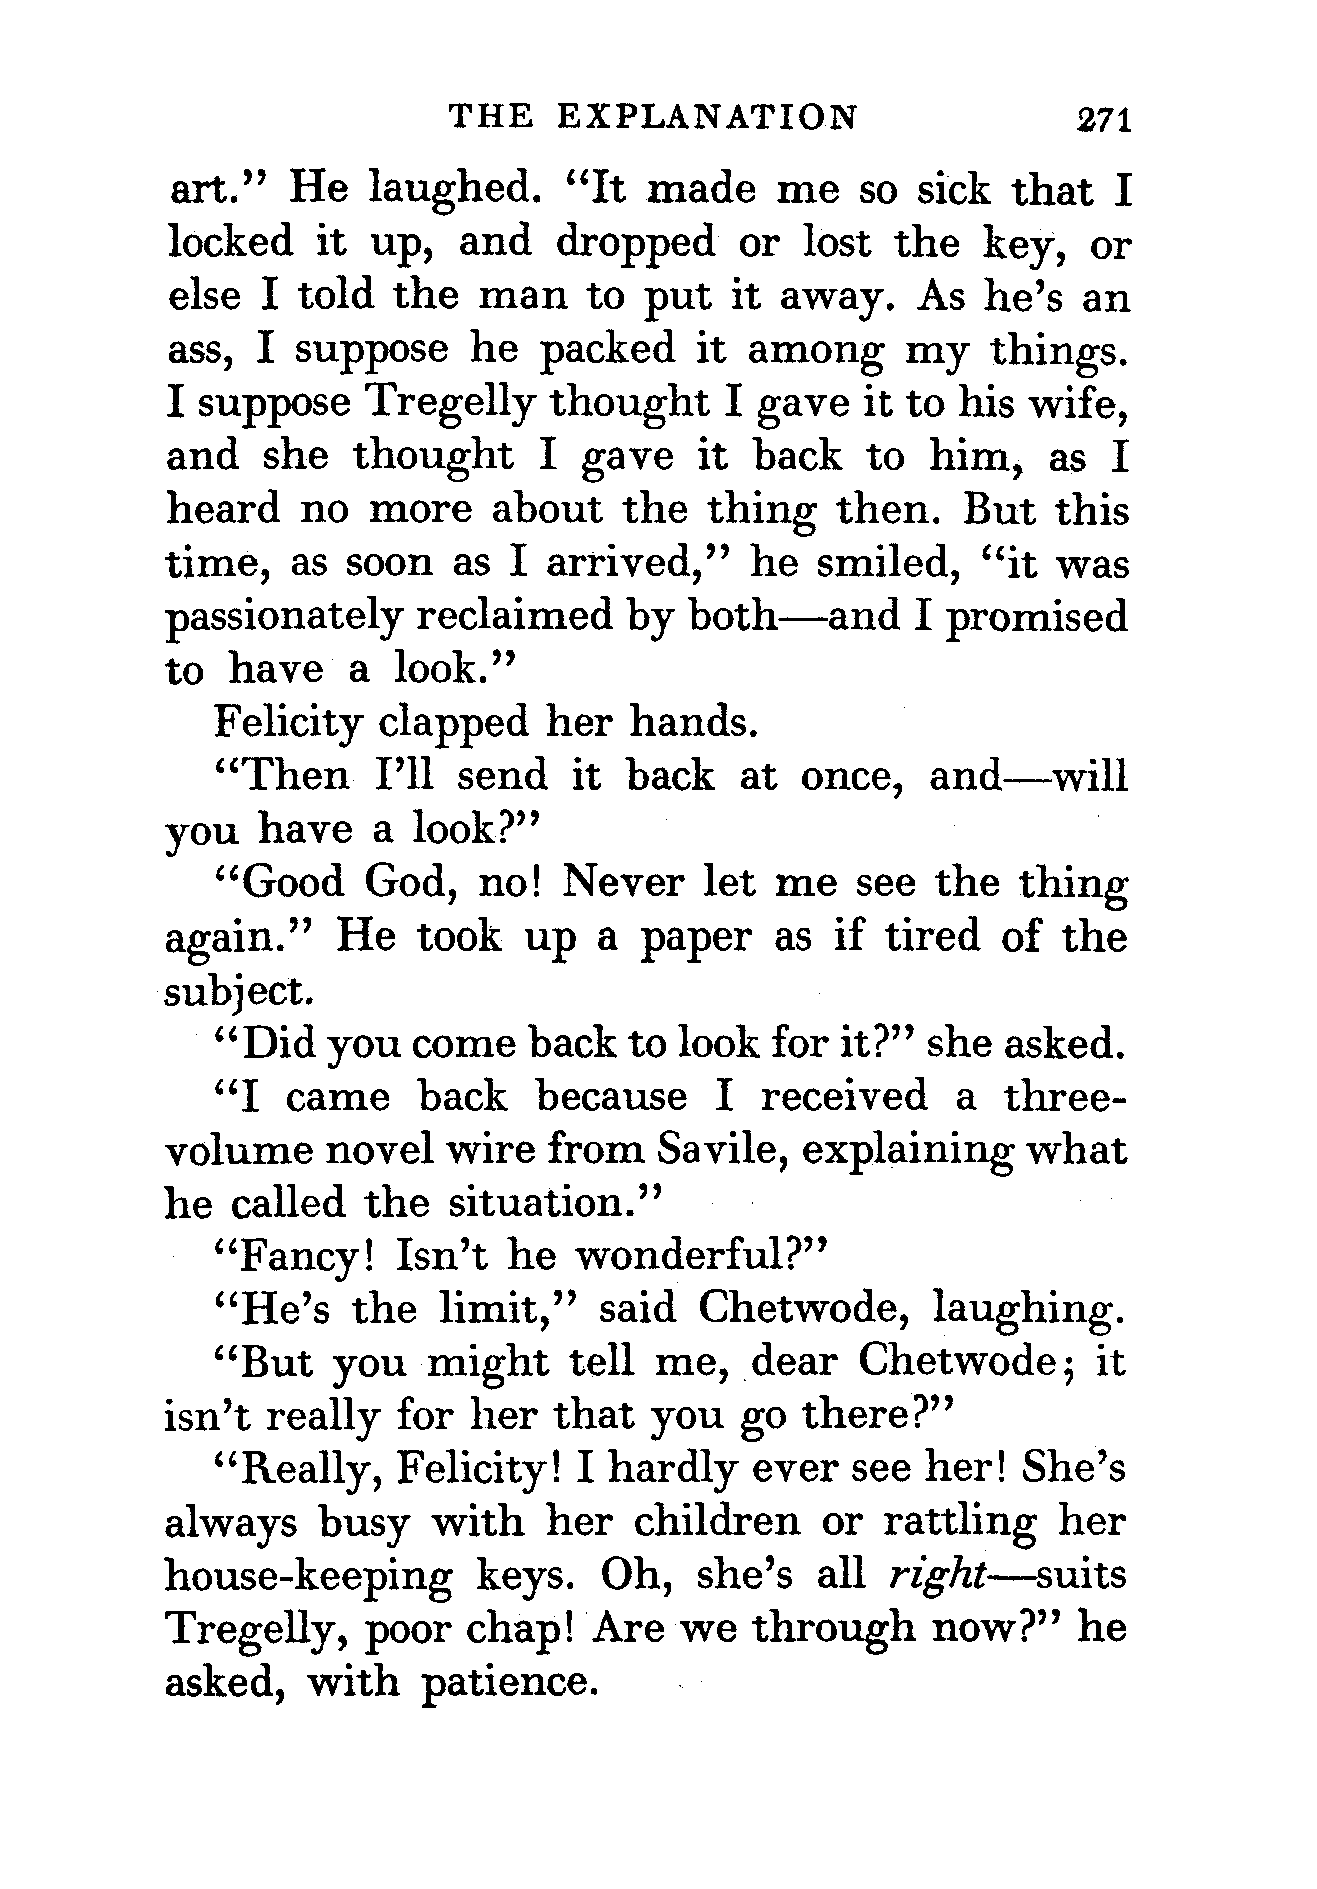 THE EXPLANATION 271
art." He laughed. "It made me so sick that I
locked it up, and dropped or lost the key, or
else I told the man to put it away. As he's an
ass, I suppose he packed it among my things.
I suppose Tregelly thought I gave it to his wife,
and she thought I gave it back to him, as I
heard no more about the thing then. But this
time, as soon as I arrived," he smiled, "it was
passionately reclaimed by both—and I promised
to have a look."
Felicity clapped her hands.
"Then I'll send it back at once, and—will
you have a look?"
"Good God, no! Never let me see the thing
again." He took up a paper as if tired of the
subject.
"Did you come back to look for it?" she asked.
"I came back because I received a three-
volume novel wire from Savile, explaining what
he called the situation."
"Fancy! Isn't he wonderful?"
"He's the limit," said Chetwode, laughing.
"But you might tell me, dear Chetwode; it
isn't really for her that you go there?"
"Really, Felicity! I hardly ever see her! She's
always busy with her children or rattling her
house-keeping keys. Oh, she's all right—suits
Tregelly, poor chap! Are we through now?" he
asked, with patience.